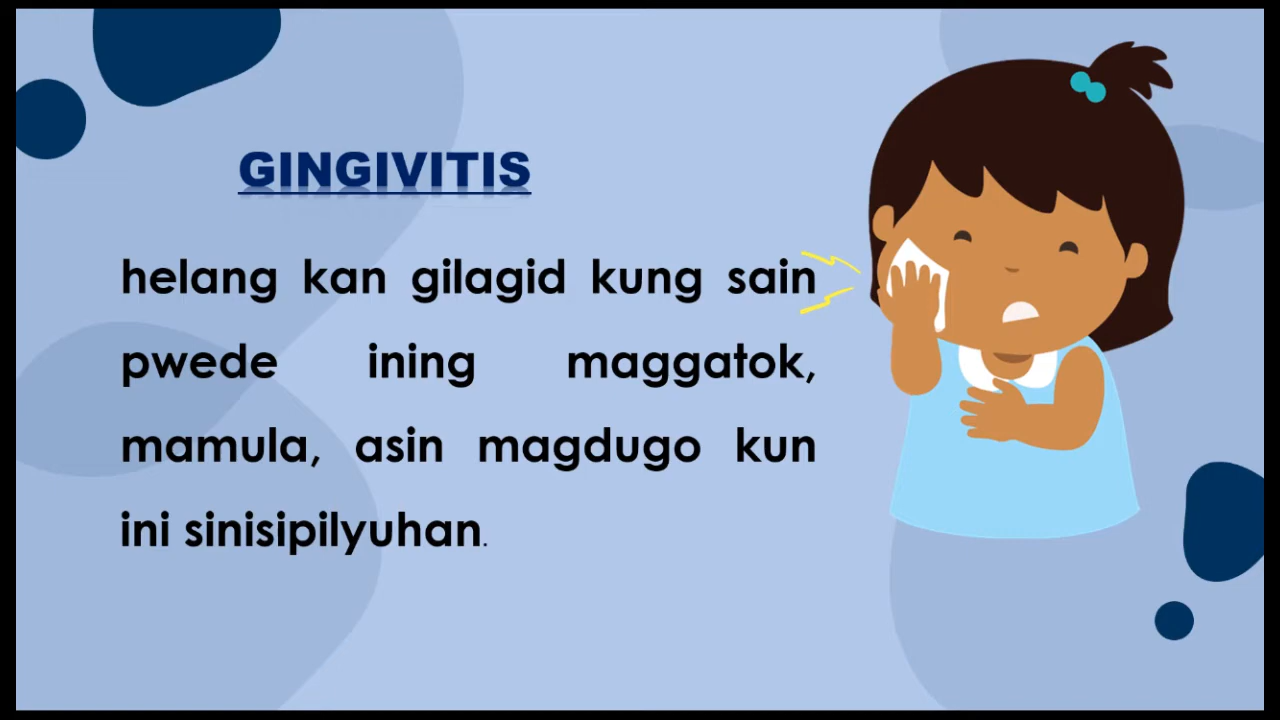 GINGIVITIS
helang kan gilagid kung sain
pwede ining maggatok,
mamula, asin magdugo kun
ini sinisipilyuhan.